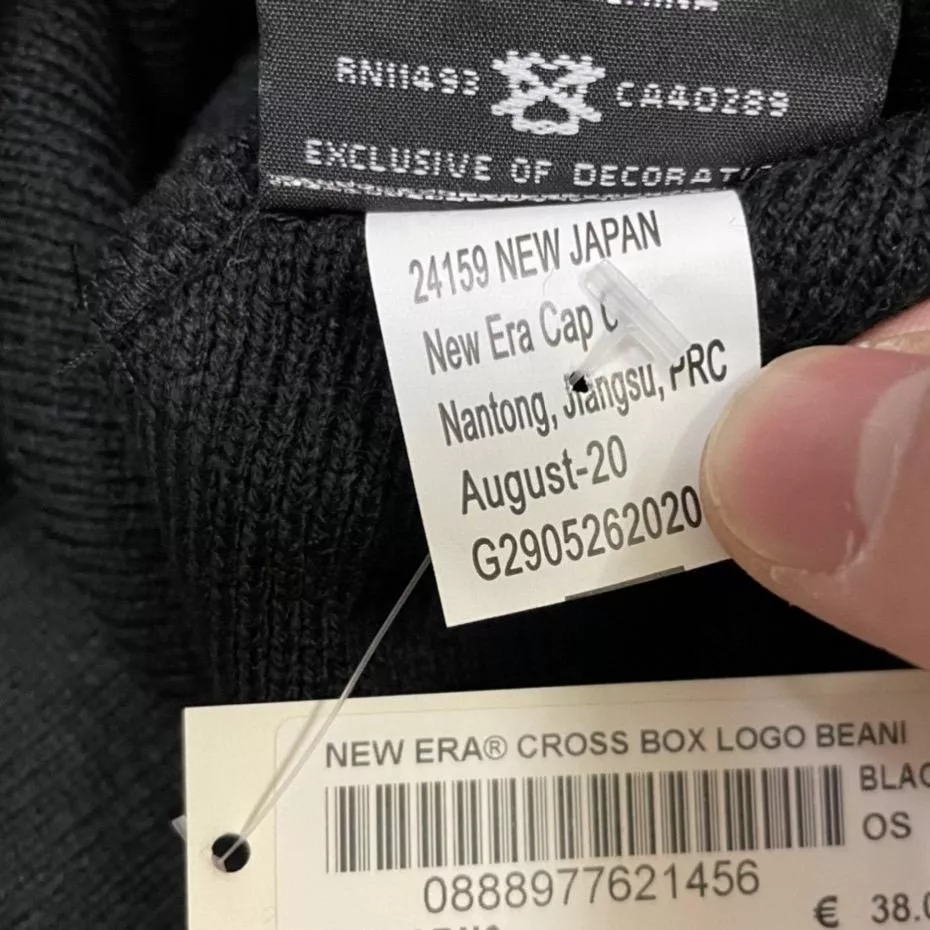 RN11493 CA40289
EXCLUSIVE OF
24159 NEW JAPAN
New Era Cap
Nantong, Jiangsu, PRC
August-20
G2905262020
NEW ERA® CROSS BOX LOGO BEANI
BLAC
OS
0888977621456
€ 38.0